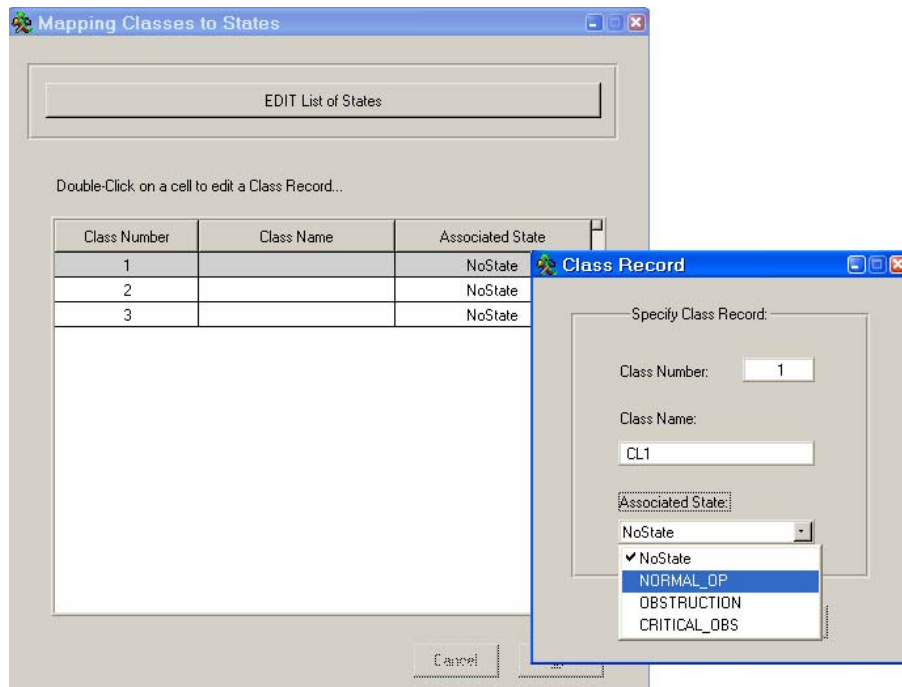 Mapping Classes to States
EDIT List of States
Double-Click on a cell to edit a Class Record...
Class Number Class Name Associated State
1 NoState
2 NoState
3 NoState
Cancel
Class Record
Specify Class Record:
Class Number: 1
Class Name:
CL1
Associated State:
NoState
✔NoState
NORMAL_OP
OBSTRUCTION
CRITICAL_OBS